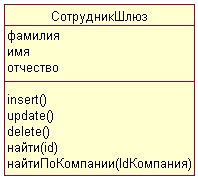 СотрудникШлюз
фамилия
имя
отчество
insert()
update()
delete()
найти(id)
найтиПоКомпании(IdКомпания)